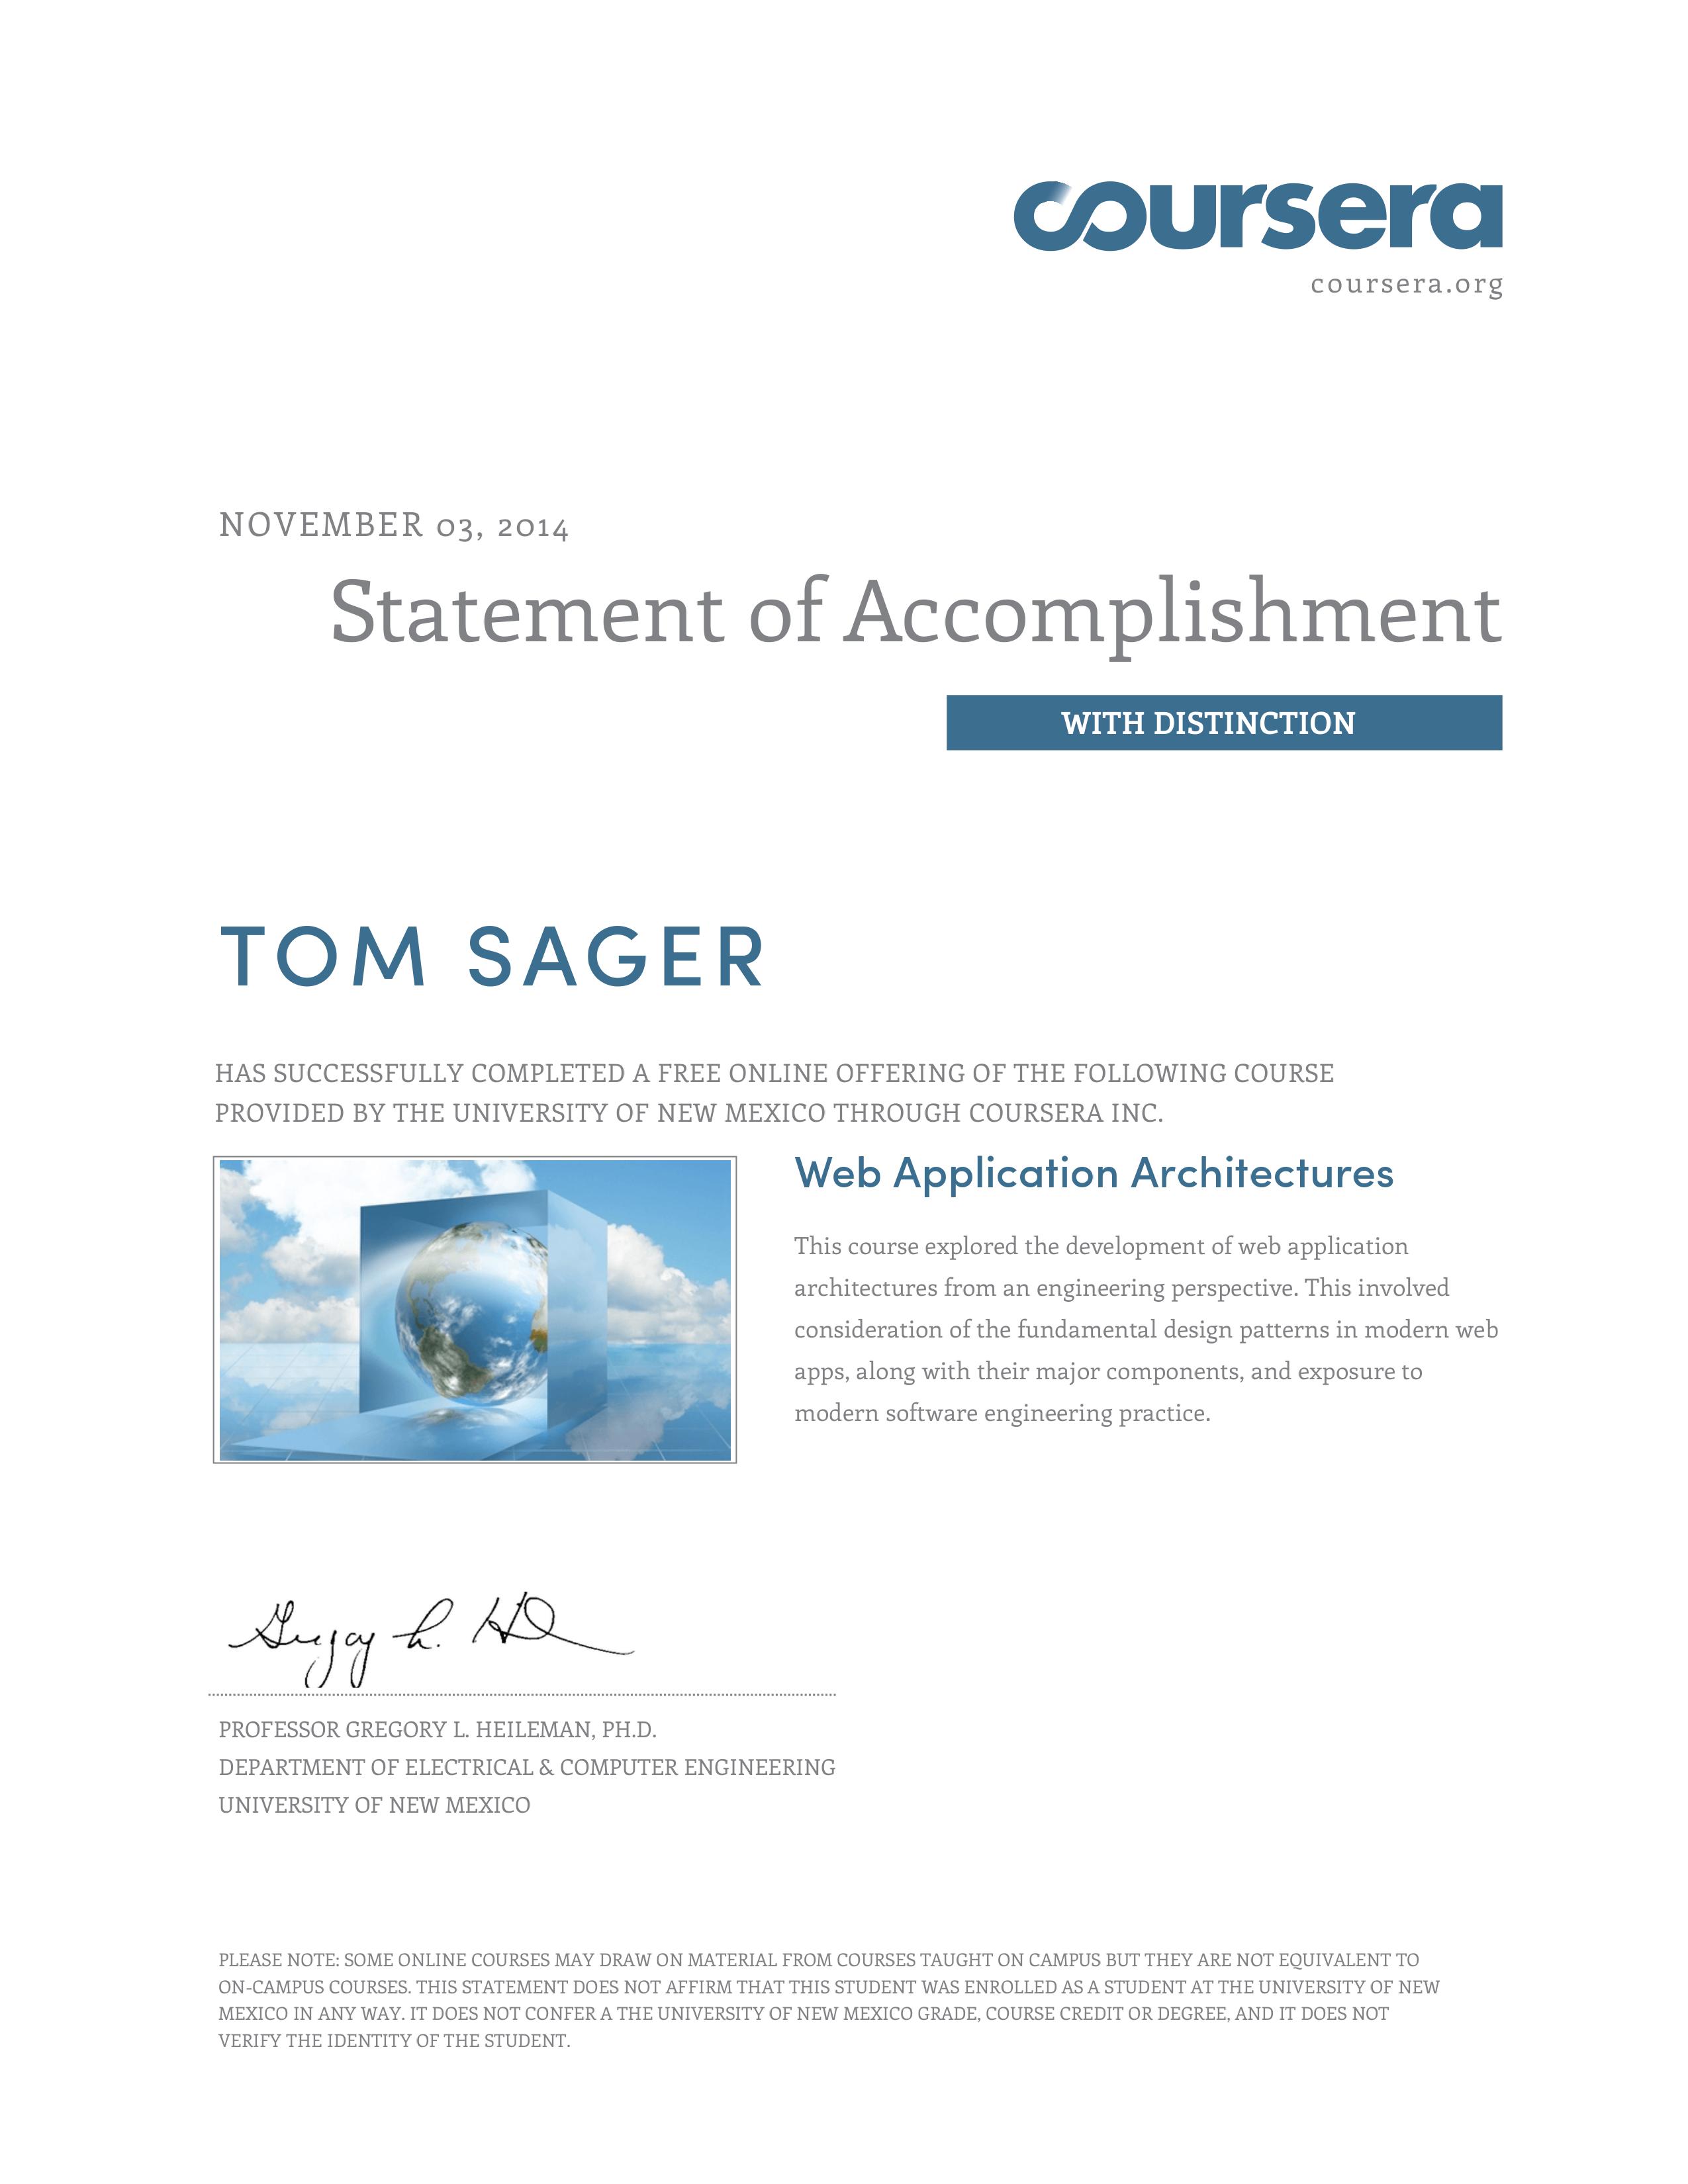 coursera
coursera.org
NOVEMBER 03, 2014
Statement of Accomplishment
WITH DISTINCTION
TOM SAGER
HAS SUCCESSFULLY COMPLETED A FREE ONLINE OFFERING OF THE FOLLOWING COURSE
PROVIDED BY THE UNIVERSITY OF NEW MEXICO THROUGH COURSERA INC.
Web Application Architectures
This course explored the development of web application
architectures from an engineering perspective. This involved
consideration of the fundamental design patterns in modern web
apps, along with their major components, and exposure to
modern software engineering practice.
PROFESSOR GREGORY L. HEILEMAN, PH.D.
DEPARTMENT OF ELECTRICAL & COMPUTER ENGINEERING
UNIVERSITY OF NEW MEXICO
PLEASE NOTE: SOME ONLINE COURSES MAY DRAW ON MATERIAL FROM COURSES TAUGHT ON CAMPUS BUT THEY ARE NOT EQUIVALENT TO
ON-CAMPUS COURSES. THIS STATEMENT DOES NOT AFFIRM THAT THIS STUDENT WAS ENROLLED AS A STUDENT AT THE UNIVERSITY OF NEW
MEXICO IN ANY WAY. IT DOES NOT CONFER A THE UNIVERSITY OF NEW MEXICO GRADE, COURSE CREDIT OR DEGREE, AND IT DOES NOT
VERIFY THE IDENTITY OF THE STUDENT.